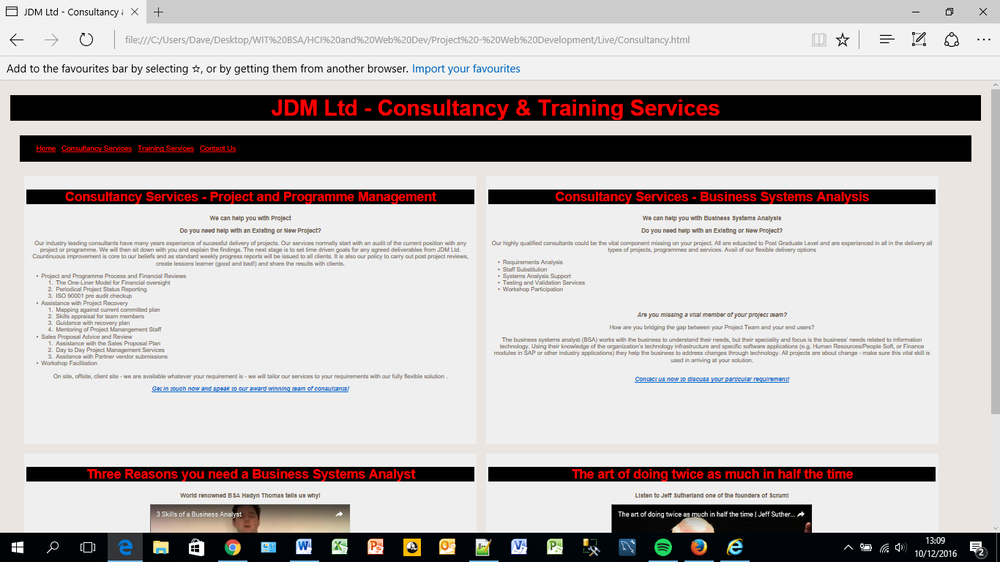 JDM Ltd - Consultancy &
file:///C:/Users/Dave/Desktop/WIT%20BSA/HCI%20and%20Web%20Dev/Project%20-%20Web%20Development/Live/Consultancy.html
Add to the favourites bar by selecting ☆, or by getting them from another browser. Import your favourites
JDM Ltd - Consultancy & Training Services
Home Consultancy Services Training Services Contact Us
Consultancy Services - Project and Programme Management
We can help you with Project
Do you need help with an Existing or New Project?
Our industry leading consultants have many years experiance of sucessful delivery of projects. Our services normally start with an audit of the current position with any
project or programme. We will then sit down with you and explain the findings. The next stage is to set time driven goals for any agreed deliverables from JDM Ltd.
Countinuous improvement is core to our beliefs and as standard weekly progress reports will be issued to all clients. It is also our policy to carry out post project reviews,
create lessons learner (good and bad!) and share the results with clients.
• Project and Programme Process and Financial Reviews
1. The One-Liner Model for Financial oversight
2. Periodical Project Status Reporting
3. ISO 90001 pre audit checkup
• Assistance with Project Recovery
1. Mapping against current committed plan
2. Skills appraisal for team members
3. Guidance with recovery plan
4. Mentoring of Project Manangement Staff
• Sales Proposal Advice and Review
1. Assistance with the Sales Proposal Plan
2. Day to Day Project Management Services
3. Assitance with Partner vendor submissions
• Workshop Facilitation
On site, offsite, client site - we are available whatever your requirement is - we will tailor our services to your requirements with our fully flexible solution .
Get in touch now and speak to our award winning team of consultants!
Consultancy Services - Business Systems Analysis
We can help you with Business Systems Analysis
Do you need help with an Existing or New Project?
Our highly qualified consultants could be the vital component missing on your project. All are eduacted to Post Graduate Level and are experianced in all in the delivery all
types of projects, programmes and services. Avail of our flexible delivery options
• Requirements Analysis
• Staff Substitution
• Systems Analysis Support
• Testing and Validation Services
• Workshop Participation
Are you missing a vital member of your project team?
How are you bridging the gap between your Project Team and your end users?
The business systems analyst (BSA) works with the business to understand their needs, but their speciality and focus is the business' needs related to information
technology. Using their knowledge of the organization's technology infrastructure and specific software applications (e.g. Human Resources/People Soft, or Finance
modules in SAP or other industry applications) they help the business to address changes through technology. All projects are about change - make sure this vital skill is
used in arriving at your solution.
Contact us now to discuss your particular requirement!
Three Reasons you need a Business Systems Analyst
World renowned BSA Hadyn Thomas tells us why!
3 Skills of a Business Analyst
The art of doing twice as much in half the time
Listen to Jeff Sutherland one of the founders of Scrum!
The art of doing twice as much in half the time | Jeff Suther...
13:09
10/12/2016
2